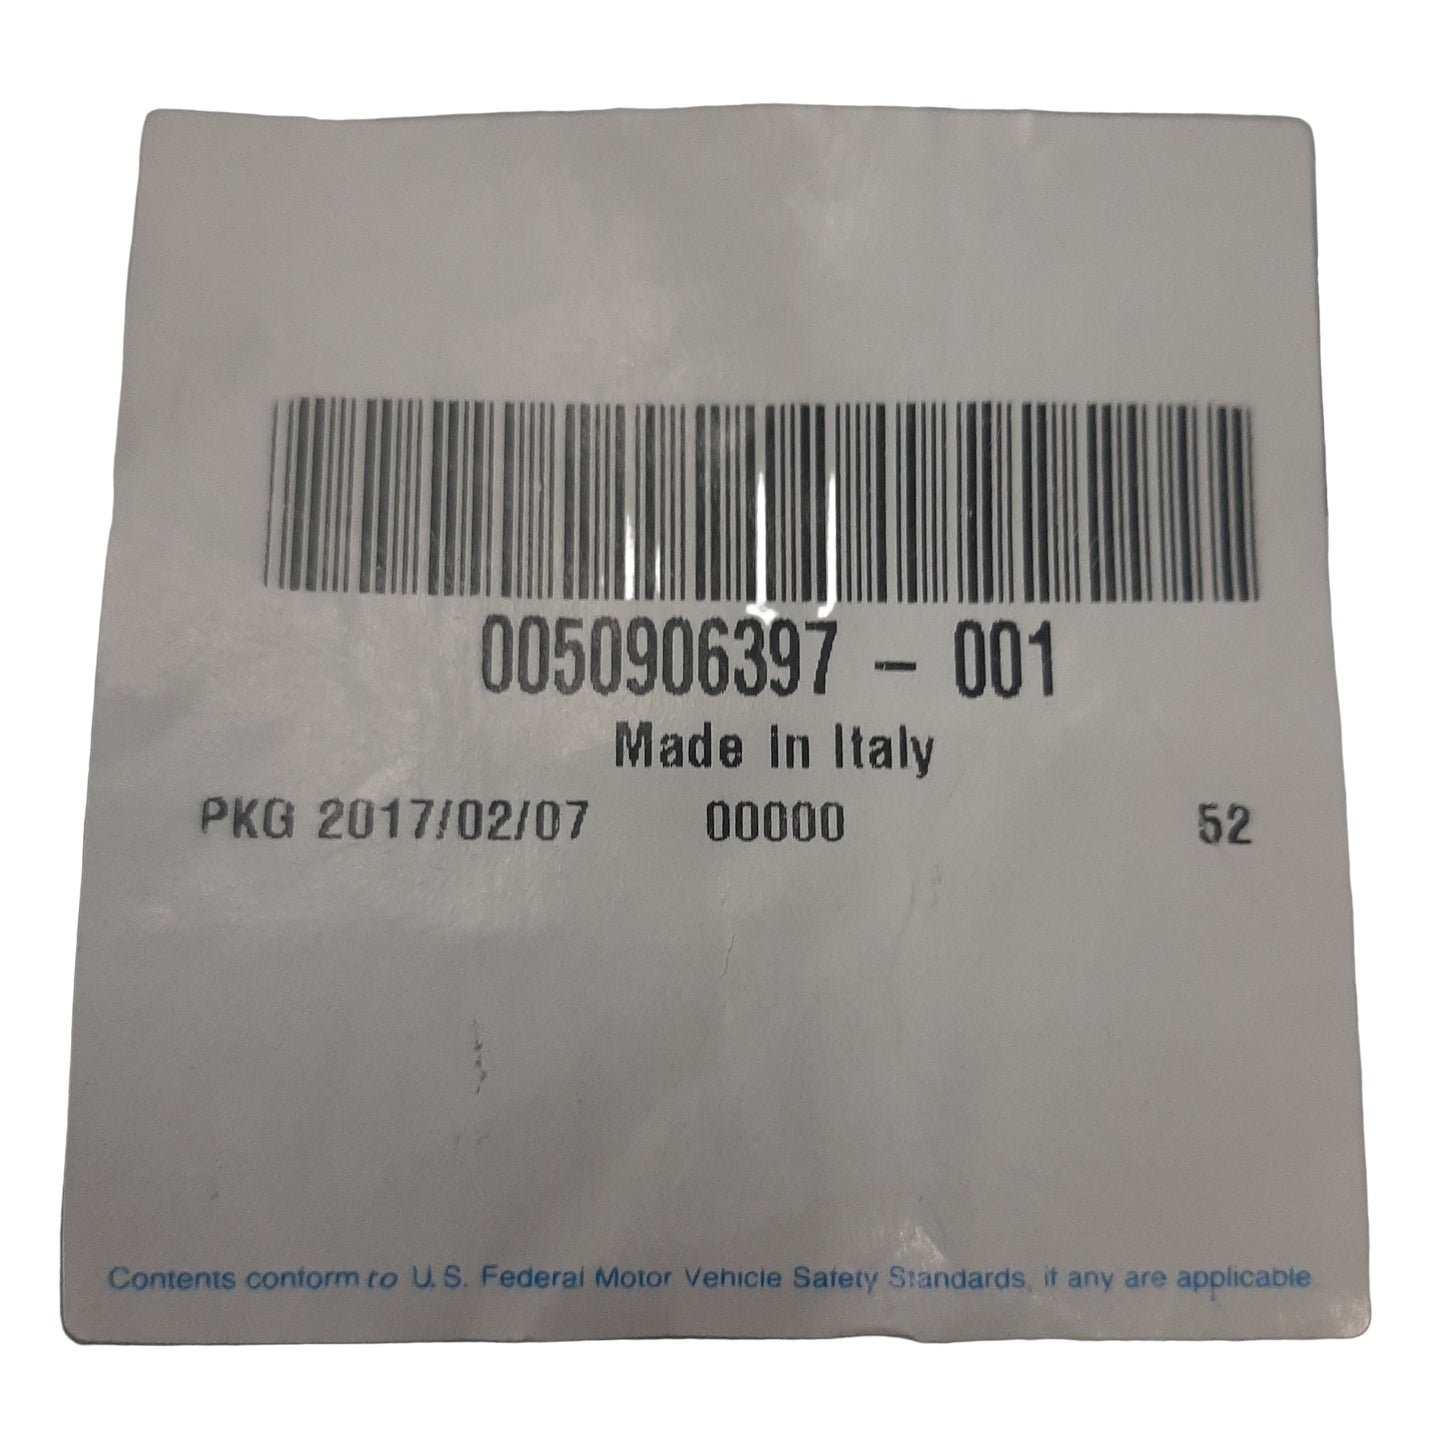 0050906397 - 001
Made in Italy
PKG 2017/02/07 00000 52
Contents conform to U.S. Federal Motor Vehicle Safety Standards, if any are applicable.